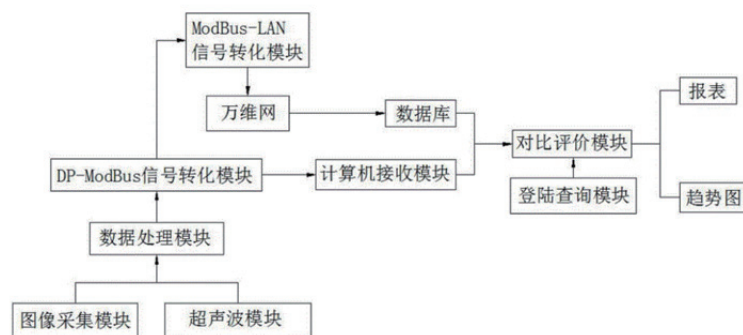 ModBus-LAN
信号转化模块
报表
万维网
数据库
对比评价模块
DP-ModBus信号转化模块
计算机接收模块
登陆查询模块
趋势图
数据处理模块
图像采集模块
超声波模块